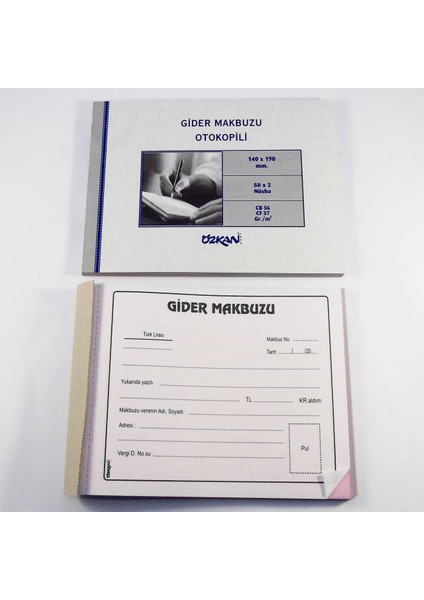 GİDER MAKBUZU
OTOKOPİLİ
140 x 190
mm.
50 x 2
Nüsha
CB 56
CF 57
Gr./m²
ÖZKAN
GİDER MAKBUZU
Türk Lirası
Makbuz No.
Tarih / /20
Yukarıda yazılı TL. KR.aldım.
Makbuzu verenin Adı, Soyadı:
Adresi :
Pul
Vergi D. No.su :
ÖZKAN